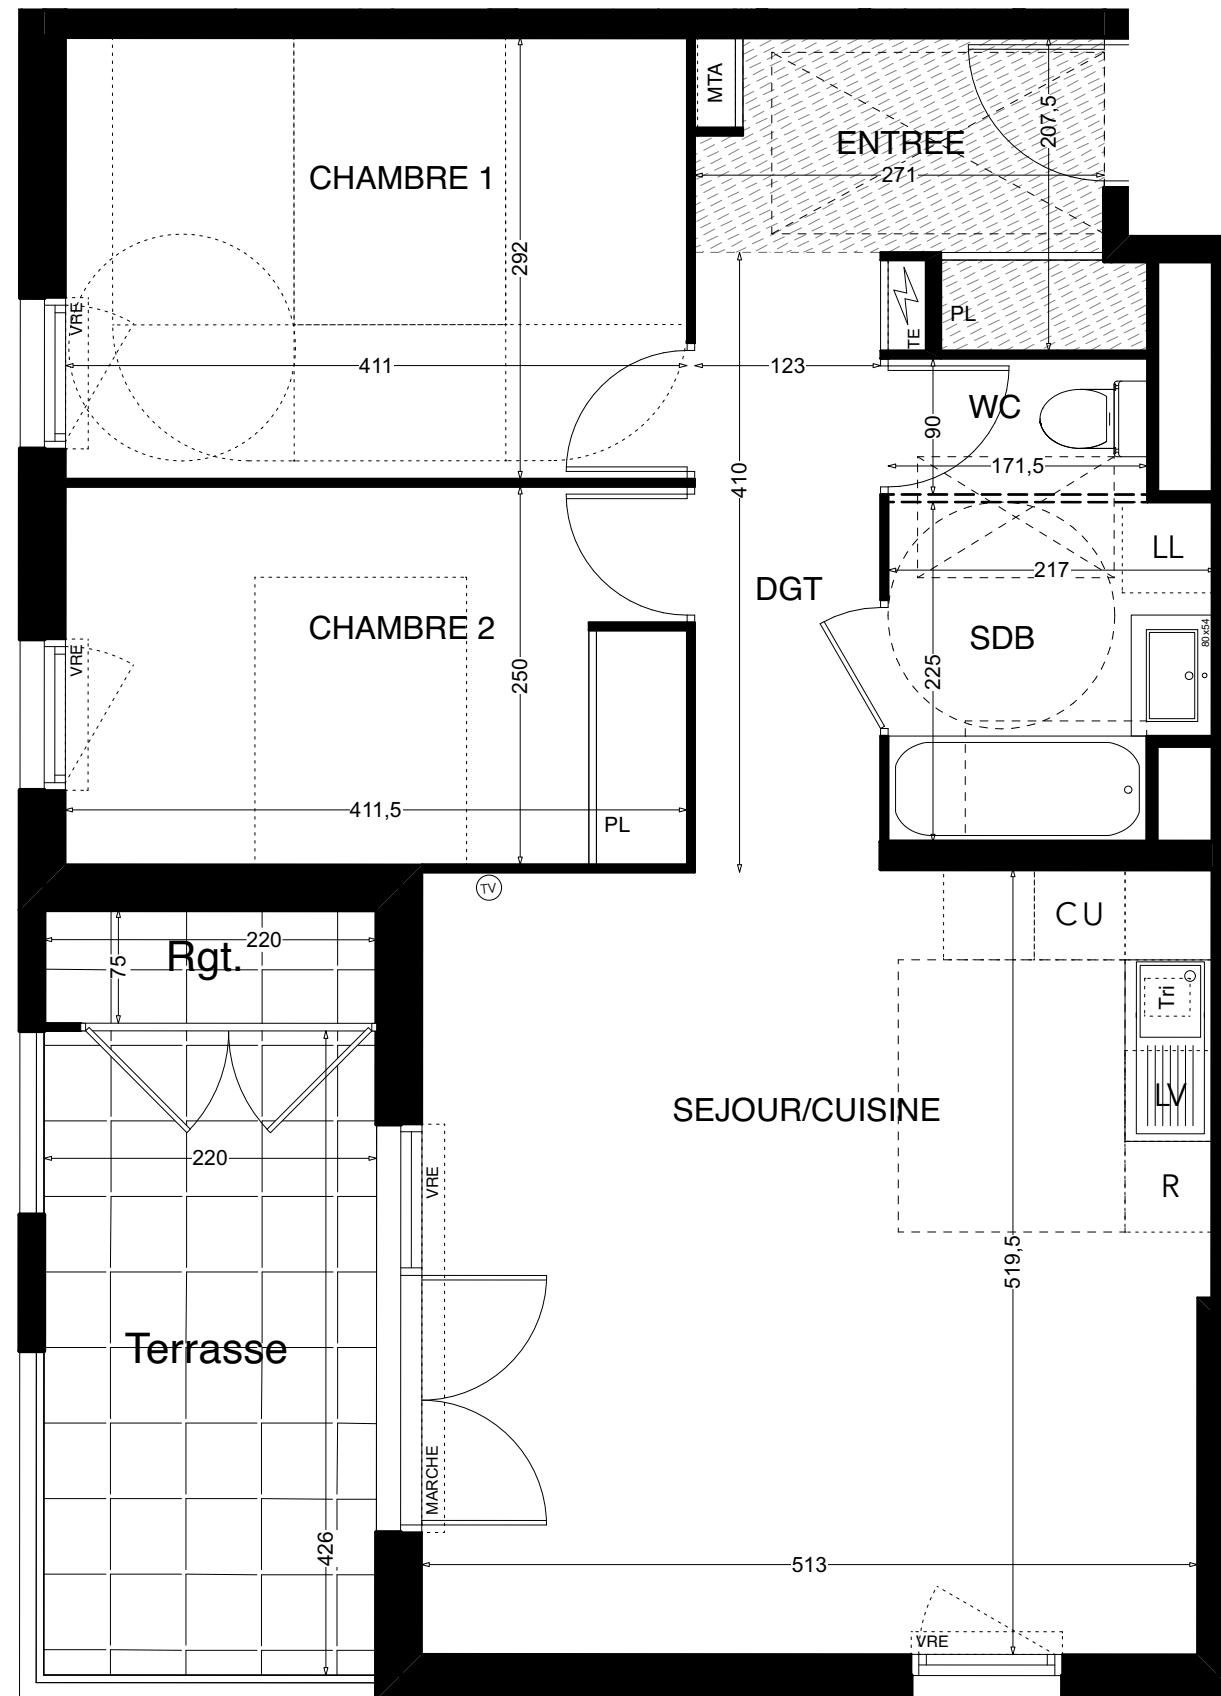 MTA
ENTREE
207,5
271
CHAMBRE 1
292
VRE
411
123
TE
PL
WC
90
171,5
410
LL
217
DGT
SDB
80x54
225
CHAMBRE 2
VRE
250
411,5
PL
TV
CU
Rgt.
220
75
Tri
LV
SEJOUR/CUISINE
220
VRE
R
519,5
Terrasse
MARCHE
426
513
VRE